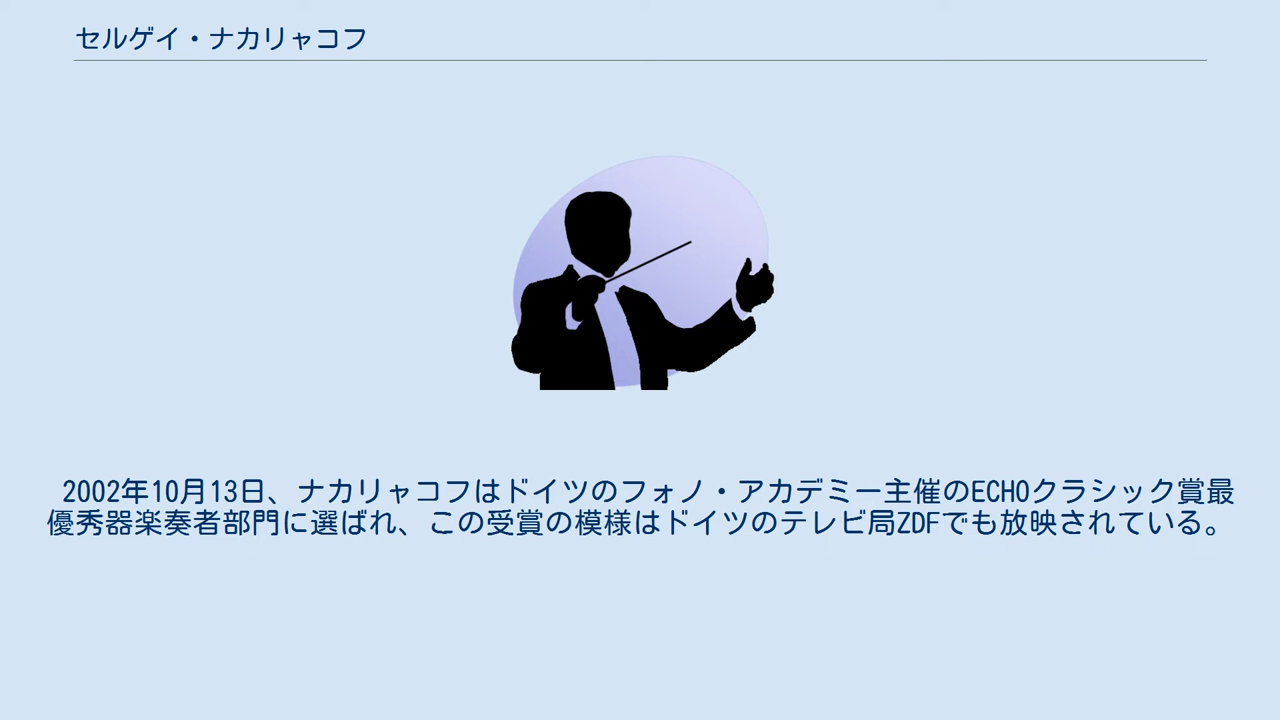 セルゲイ・ナカリャコフ
2002年10月13日、ナカリャコフはドイツのフォノ・アカデミー主催のECHOクラシック賞最
優秀器楽奏者部門に選ばれ、この受賞の模様はドイツのテレビ局ZDFでも放映されている。